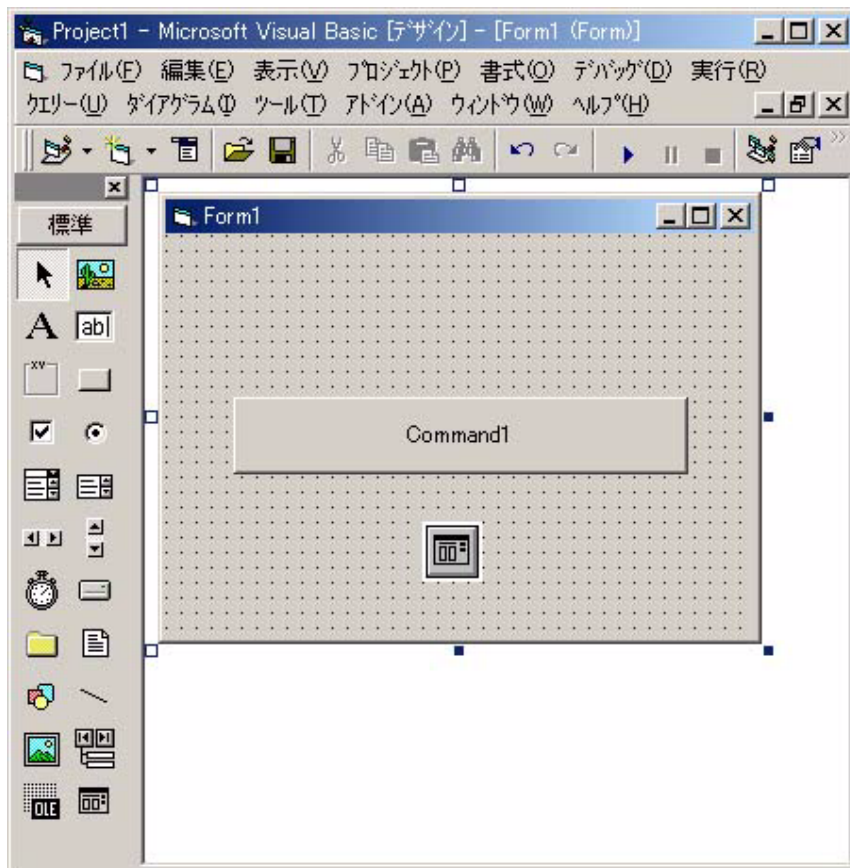 Project1 - Microsoft Visual Basic [ﾃﾞｻﾞｲﾝ] - [Form1 (Form)]
ﾌｧｲﾙ(F) 編集(E) 表示(V) ﾌﾟﾛｼﾞｪｸﾄ(P) 書式(O) ﾃﾞﾊﾞｯｸﾞ(D) 実行(R)
ｸｴﾘｰ(U) ﾀﾞｲｱｸﾞﾗﾑ(I) ﾂｰﾙ(T) ｱﾄﾞｲﾝ(A) ｳｨﾝﾄﾞｳ(W) ﾍﾙﾌﾟ(H)
標準
Form1
A
ab|
XY
Command1
OLE